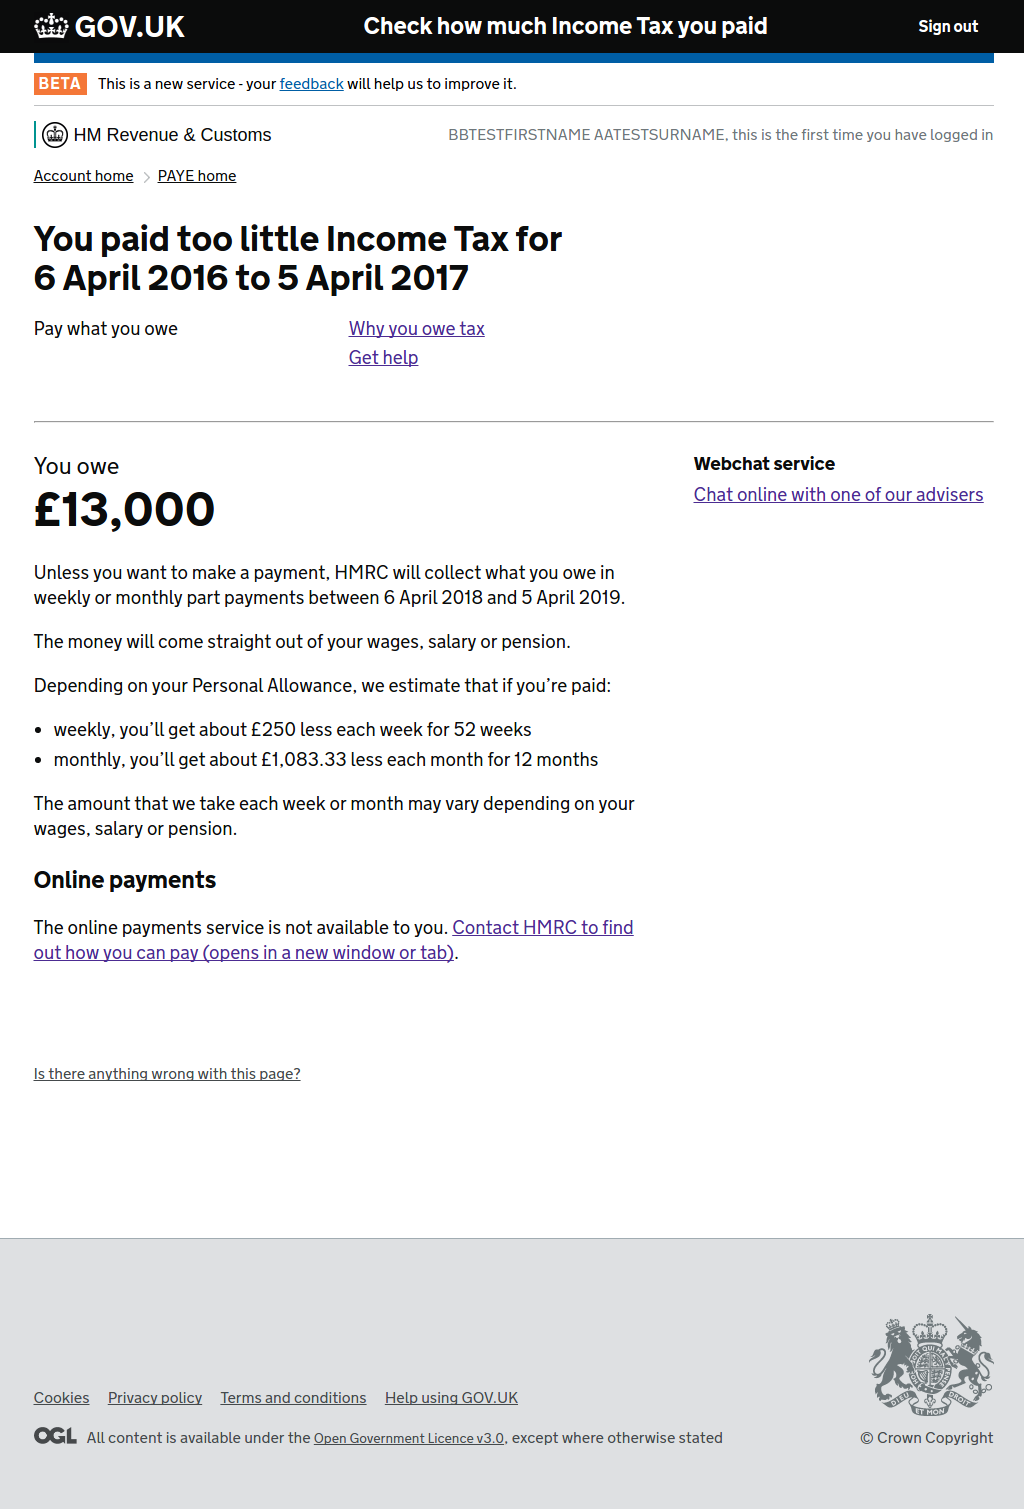 GOV.UK Check how much Income Tax you paid Sign out
BETA This is a new service - your feedback will help us to improve it.
HM Revenue & Customs BBTESTFIRSTNAME AATESTSURNAME, this is the first time you have logged in
Account home PAYE home
You paid too little Income Tax for
6 April 2016 to 5 April 2017
Pay what you owe Why you owe tax
Get help
You owe
£13,000
Webchat service
Chat online with one of our advisers
Unless you want to make a payment, HMRC will collect what you owe in
weekly or monthly part payments between 6 April 2018 and 5 April 2019.
The money will come straight out of your wages, salary or pension.
Depending on your Personal Allowance, we estimate that if you’re paid:
• weekly, you’ll get about £250 less each week for 52 weeks
• monthly, you’ll get about £1,083.33 less each month for 12 months
The amount that we take each week or month may vary depending on your
wages, salary or pension.
Online payments
The online payments service is not available to you. Contact HMRC to find
out how you can pay (opens in a new window or tab).
Is there anything wrong with this page?
Cookies Privacy policy Terms and conditions Help using GOV.UK
OGL All content is available under the Open Government Licence v3.0, except where otherwise stated
DIEU ET MON DROIT
© Crown Copyright